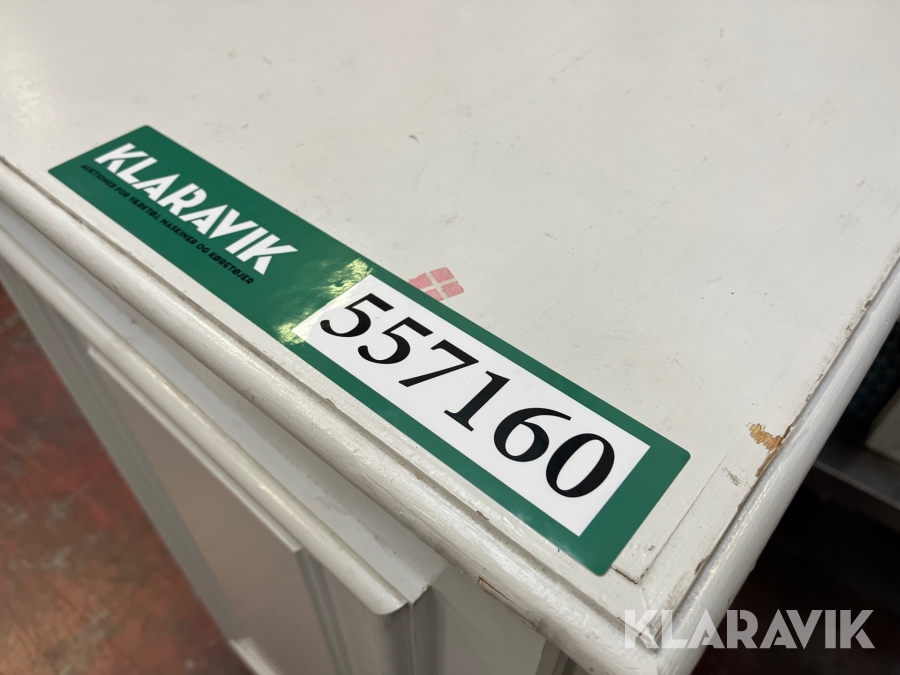 KLARAVIK
AUKTIONER FOR VÆRKTØJ, MASKINER OG KØRETØJER
557160
KLARAVIK